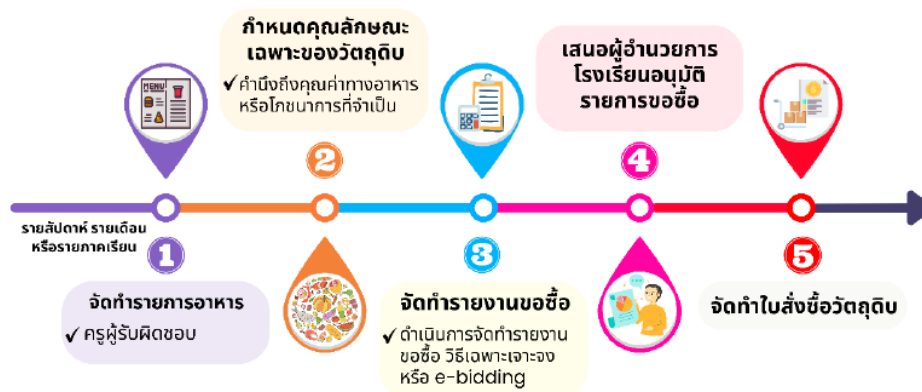 กำหนดคุณลักษณะ
เฉพาะของวัตถุดิบ
✓ คำนึงถึงคุณค่าทางอาหาร
หรือโภชนาการที่จำเป็น
เสนอผู้อำนวยการ
โรงเรียนอนุมัติ
รายการขอซื้อ
MENU
2
4
รายสัปดาห์ รายเดือน
หรือรายภาคเรียน
1
3
5
จัดทำรายการอาหาร
✓ ครูผู้รับผิดชอบ
จัดทำรายงานขอซื้อ
✓ ดำเนินการจัดทำรายงาน
ขอซื้อ วิธีเฉพาะเจาะจง
หรือ e-bidding
จัดทำใบสั่งซื้อวัตถุดิบ